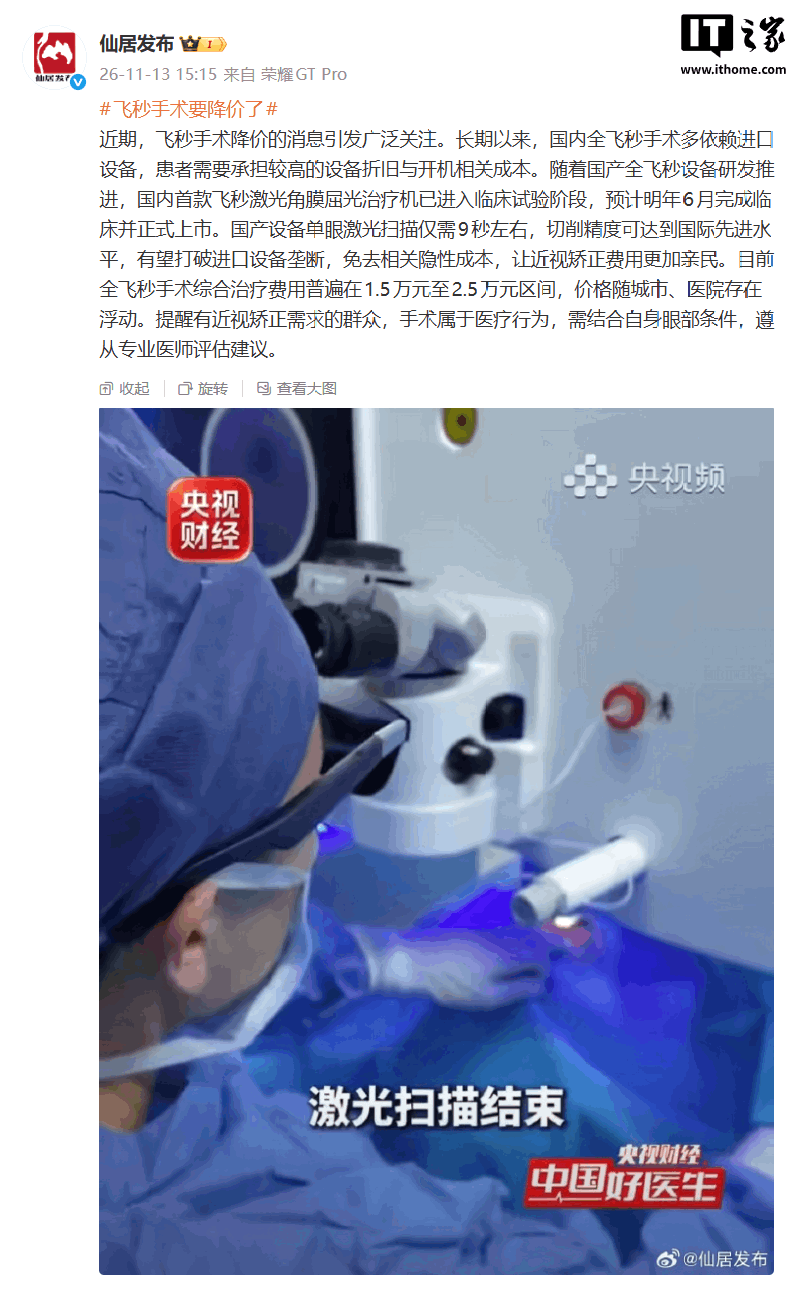 仙居发布
1
IT之家
www.ithome.com
仙居发布
26-11-13 15:15 来自 荣耀GT Pro
#飞秒手术要降价了#
近期，飞秒手术降价的消息引发广泛关注。长期以来，国内全飞秒手术多依赖进口
设备，患者需要承担较高的设备折旧与开机相关成本。随着国产全飞秒设备研发推
进，国内首款飞秒激光角膜屈光治疗机已进入临床试验阶段，预计明年6月完成临
床并正式上市。国产设备单眼激光扫描仅需9秒左右，切削精度可达到国际先进水
平，有望打破进口设备垄断，免去相关隐性成本，让近视矫正费用更加亲民。目前
全飞秒手术综合治疗费用普遍在1.5万元至2.5万元区间，价格随城市、医院存在
浮动。提醒有近视矫正需求的群众，手术属于医疗行为，需结合自身眼部条件，遵
从专业医师评估建议。
收起 旋转 查看大图
央视频
央视
财经
激光扫描结束
央视财经
中国好医生
@仙居发布